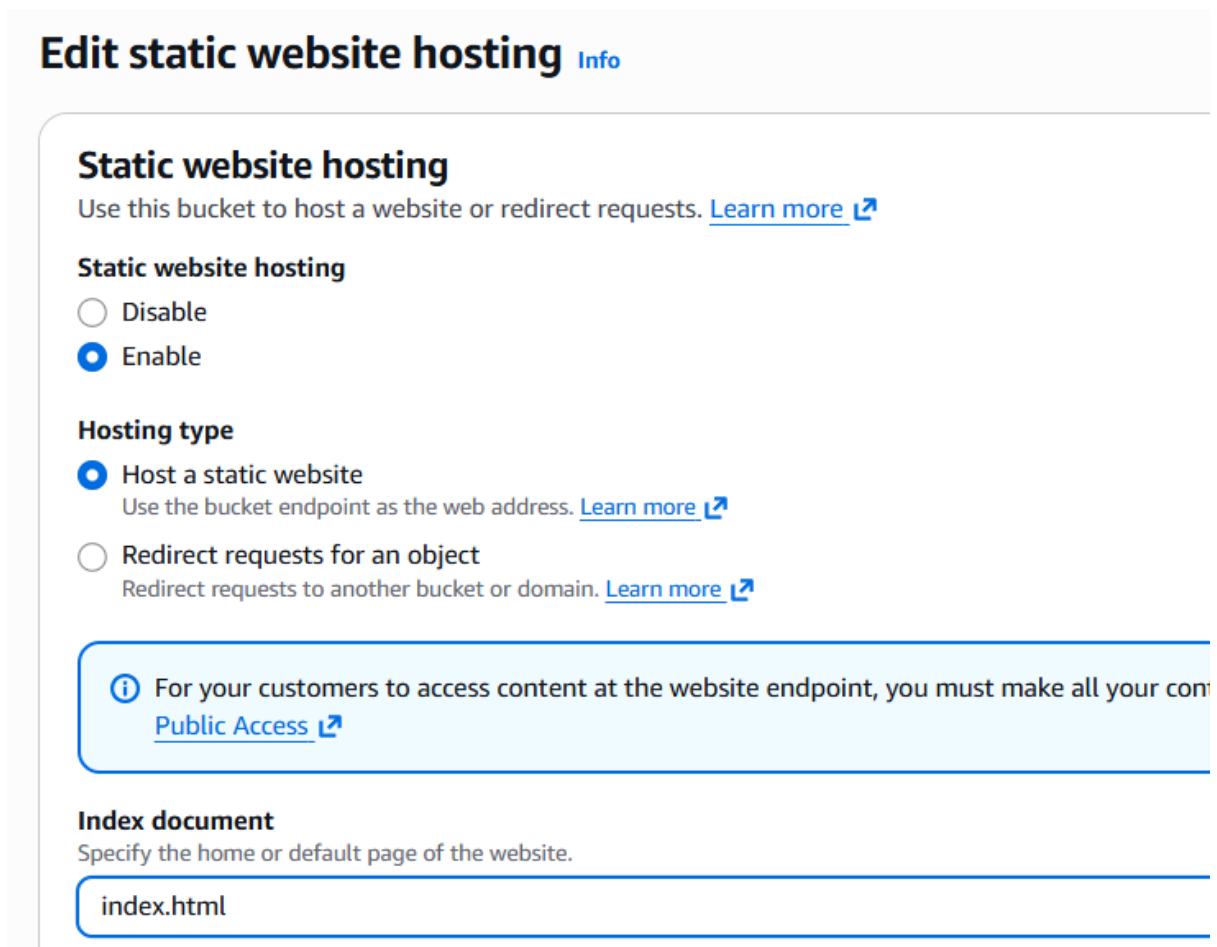 Edit static website hosting Info
Static website hosting
Use this bucket to host a website or redirect requests. Learn more
Static website hosting
Disable
Enable
Hosting type
Host a static website
Use the bucket endpoint as the web address. Learn more
Redirect requests for an object
Redirect requests to another bucket or domain. Learn more
For your customers to access content at the website endpoint, you must make all your
Public Access
Index document
Specify the home or default page of the website.
index.html